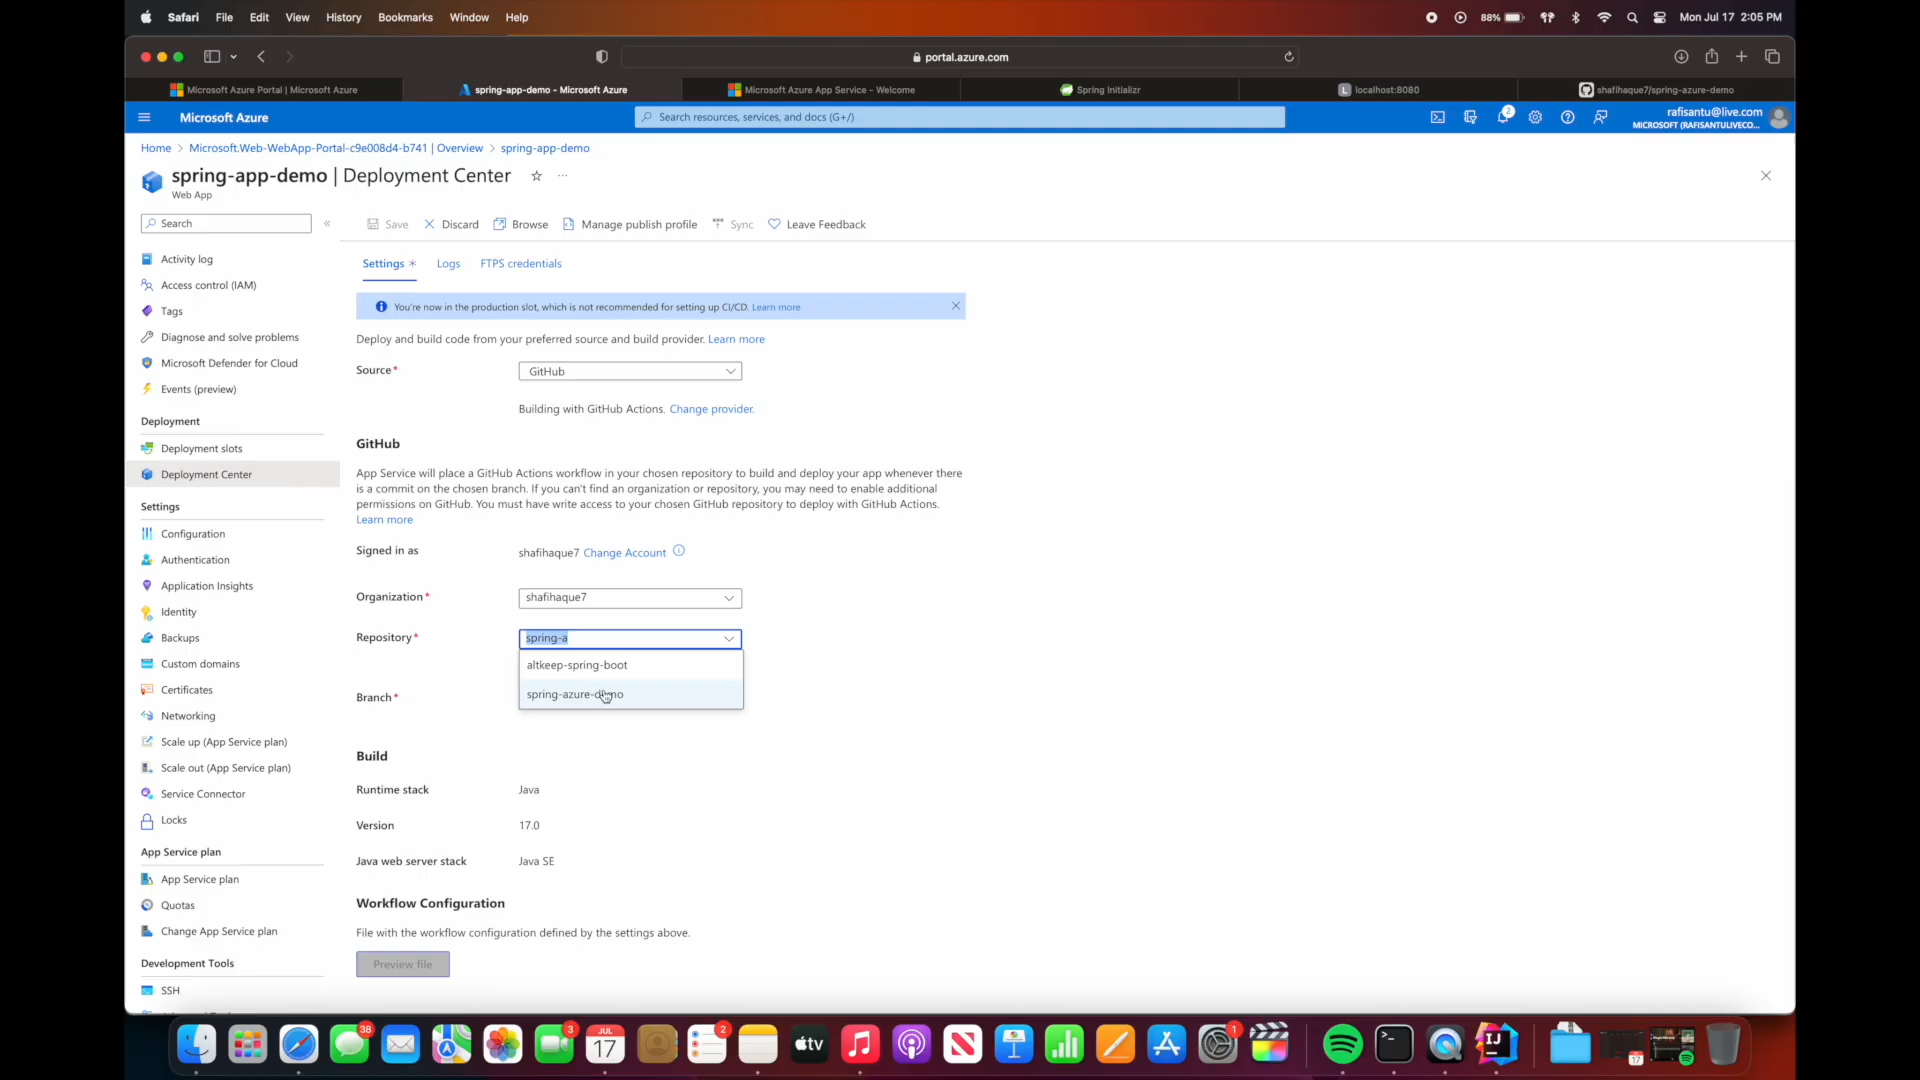 Safari File Edit View History Bookmarks Window Help 88% Mon Jul 17 2:05 PM
portal.azure.com
Microsoft Azure Portal | Microsoft Azure
spring-app-demo - Microsoft Azure
Microsoft Azure App Service - Welcome
Spring Initializr
L localhost:8080
shafihaque7/spring-azure-demo
Microsoft Azure
Search resources, services, and docs (G+/)
2
rafisantu@live.com
MICROSOFT (RAFISANTULIVECO...
Home > Microsoft.Web-WebApp-Portal-c9e008d4-b741 | Overview > spring-app-demo
spring-app-demo | Deployment Center ...
Web App
Search «
Save Discard Browse Manage publish profile Sync Leave Feedback
Activity log
Access control (IAM)
Tags
Diagnose and solve problems
Microsoft Defender for Cloud
Events (preview)
Deployment
Deployment slots
Deployment Center
Settings
Configuration
Authentication
Application Insights
Identity
Backups
Custom domains
Certificates
Networking
Scale up (App Service plan)
Scale out (App Service plan)
Service Connector
Locks
App Service plan
App Service plan
Quotas
Change App Service plan
Development Tools
SSH
Settings * Logs FTPS credentials
You're now in the production slot, which is not recommended for setting up CI/CD. Learn more
Deploy and build code from your preferred source and build provider. Learn more
Source* GitHub
Building with GitHub Actions. Change provider.
GitHub
App Service will place a GitHub Actions workflow in your chosen repository to build and deploy your app whenever there
is a commit on the chosen branch. If you can't find an organization or repository, you may need to enable additional
permissions on GitHub. You must have write access to your chosen GitHub repository to deploy with GitHub Actions.
Learn more
Signed in as shafihaque7 Change Account
Organization* shafihaque7
Repository* spring-a
altkeep-spring-boot
spring-azure-demo
Branch*
Build
Runtime stack Java
Version 17.0
Java web server stack Java SE
Workflow Configuration
File with the workflow configuration defined by the settings above.
Preview file
38 3 JUL 17 2 tv 1 IJ 17